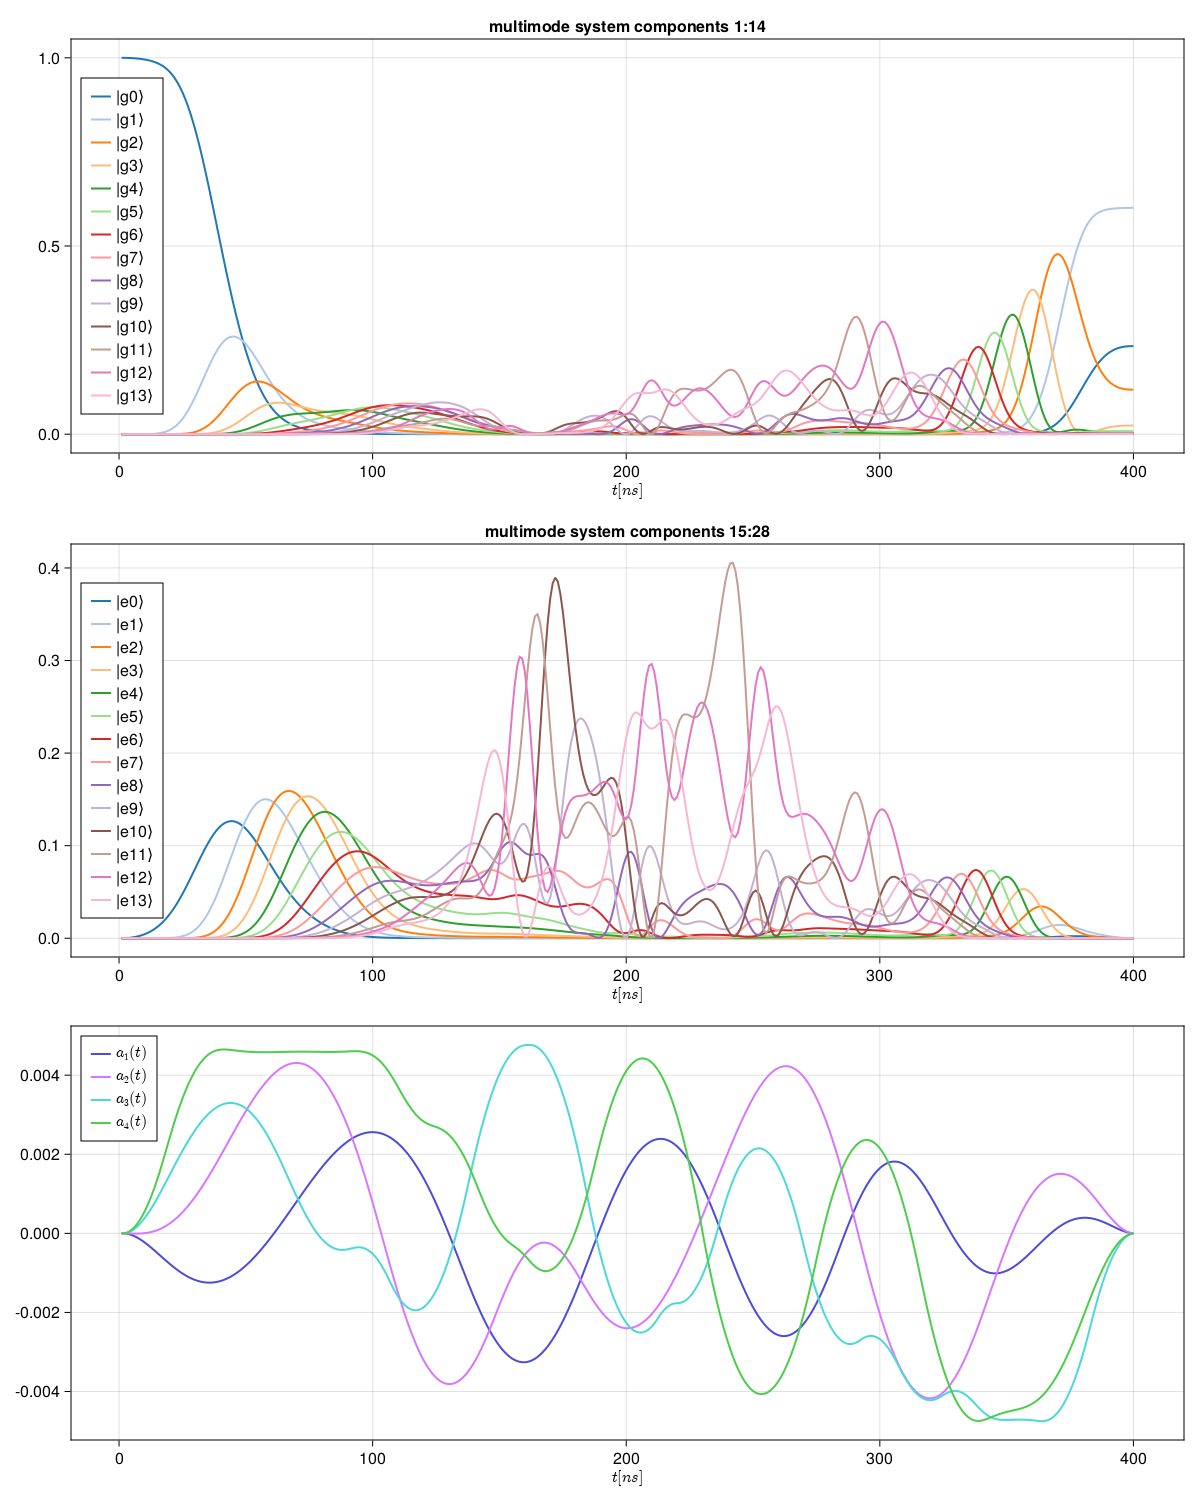 multimode system components 1:14
1.0
0.5
0.0
|g0⟩
|g1⟩
|g2⟩
|g3⟩
|g4⟩
|g5⟩
|g6⟩
|g7⟩
|g8⟩
|g9⟩
|g10⟩
|g11⟩
|g12⟩
|g13⟩
0 100 200 300 400
t[ns]
multimode system components 15:28
0.4
0.3
0.2
0.1
0.0
|e0⟩
|e1⟩
|e2⟩
|e3⟩
|e4⟩
|e5⟩
|e6⟩
|e7⟩
|e8⟩
|e9⟩
|e10⟩
|e11⟩
|e12⟩
|e13⟩
0 100 200 300 400
t[ns]
0.004
0.002
0.000
-0.002
-0.004
a₁(t)
a₂(t)
a₃(t)
a₄(t)
0 100 200 300 400
t[ns]